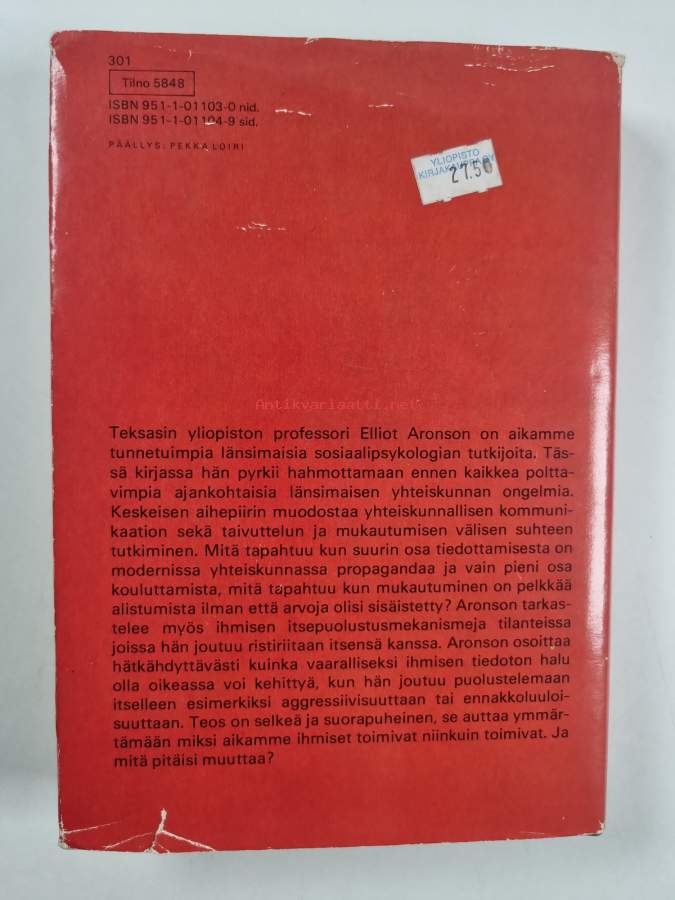 301
Tilno 5848
ISBN 951-1-01103-0 nid.
ISBN 951-1-01104-9 sid.
PÄÄLLYS: PEKKA LOIRI
YLIOPISTO
KIRJAKAUPPA OY
27.50
Antikvariaatti.net
Teksasin yliopiston professori Elliot Aronson on aikamme
tunnetuimpia länsimaisia sosiaalipsykologian tutkijoita. Täs-
sä kirjassa hän pyrkii hahmottamaan ennen kaikkea poltta-
vimpia ajankohtaisia länsimaisen yhteiskunnan ongelmia.
Keskeisen aihepiirin muodostaa yhteiskunnallisen kommuni-
kaation sekä taivuttelun ja mukautumisen välisen suhteen
tutkiminen. Mitä tapahtuu kun suurin osa tiedottamisesta on
modernissa yhteiskunnassa propagandaa ja vain pieni osa
kouluttamista, mitä tapahtuu kun mukautuminen on pelkkää
alistumista ilman että arvoja olisi sisäistetty? Aronson tarkas-
telee myös ihmisen itsepuolustusmekanismeja tilanteissa
joissa hän joutuu ristiriitaan itsensä kanssa. Aronson osoittaa
hätkähdyttävästi kuinka vaaralliseksi ihmisen tiedoton halu
olla oikeassa voi kehittyä, kun hän joutuu puolustelemaan
itselleen esimerkiksi aggressiivisuuttaan tai ennakkoluuloi-
suuttaan. Teos on selkeä ja suorapuheinen, se auttaa ymmär-
tämään miksi aikamme ihmiset toimivat niinkuin toimivat. Ja
mitä pitäisi muuttaa?